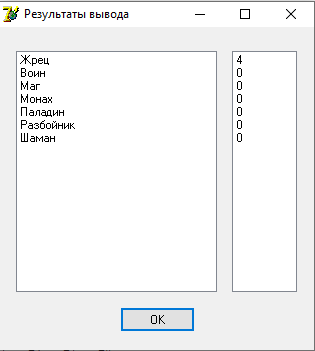 Результаты вывода
Жрец 4
Воин 0
Маг 0
Монах 0
Паладин 0
Разбойник 0
Шаман 0
OK